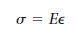 σ = Eϵ